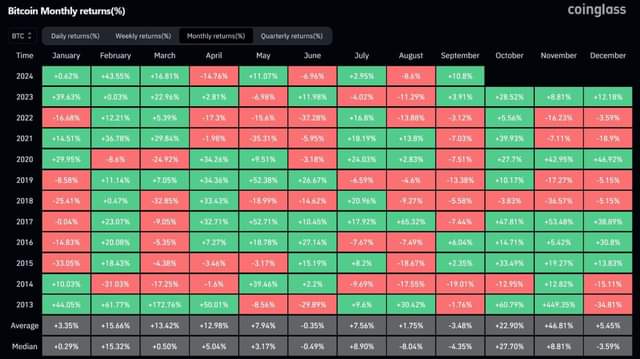 Bitcoin Monthly returns(%)
coinglass
BTC Daily returns(%) Weekly returns(%) Monthly returns(%) Quarterly returns(%)
Time January February March April May June July August September October November December
2024 +0.62% +43.55% +16.81% -14.76% +11.07% -6.96% +2.95% -8.6% +10.8%
2023 +39.63% +0.03% +22.96% +2.81% -6.98% +11.98% -4.02% -11.29% +3.91% +28.52% +8.81% +12.18%
2022 -16.68% +12.21% +5.39% -17.3% -15.6% -37.28% +16.8% -13.88% -3.12% +5.56% -16.23% -3.59%
2021 +14.51% +36.78% +29.84% -1.98% -35.31% -5.95% +18.19% +13.8% -7.03% +39.93% -7.11% -18.9%
2020 +29.95% -8.6% -24.92% +34.26% +9.51% -3.18% +24.03% +2.83% -7.51% +27.7% +42.95% +46.92%
2019 -8.58% +11.14% +7.05% +34.36% +52.38% +26.67% -6.59% -4.6% -13.38% +10.17% -17.27% -5.15%
2018 -25.41% +0.47% -32.85% +33.43% -18.99% -14.62% +20.96% -9.27% -5.58% -3.83% -36.57% -5.15%
2017 -0.04% +23.07% -9.05% +32.71% +52.71% +10.45% +17.92% +65.32% -7.44% +47.81% +53.48% +38.89%
2016 -14.83% +20.08% -5.35% +7.27% +18.78% +27.14% -7.67% -7.49% +6.04% +14.71% +5.42% +30.8%
2015 -33.05% +18.43% -4.38% -3.46% -3.17% +15.19% +8.2% -18.67% +2.35% +33.49% +19.27% +13.83%
2014 +10.03% -31.03% -17.25% -1.6% +39.46% +2.2% -9.69% -17.55% -19.01% -12.95% +12.82% -15.11%
2013 +44.05% +61.77% +172.76% +50.01% -8.56% -29.89% +9.6% +30.42% -1.76% +60.79% +449.35% -34.81%
Average +3.35% +15.66% +13.42% +12.98% +7.94% -0.35% +7.56% +1.75% -3.48% +22.90% +46.81% +5.45%
Median +0.29% +15.32% +0.50% +5.04% +3.17% -0.49% +8.90% -8.04% -4.35% +27.70% +8.81% -3.59%